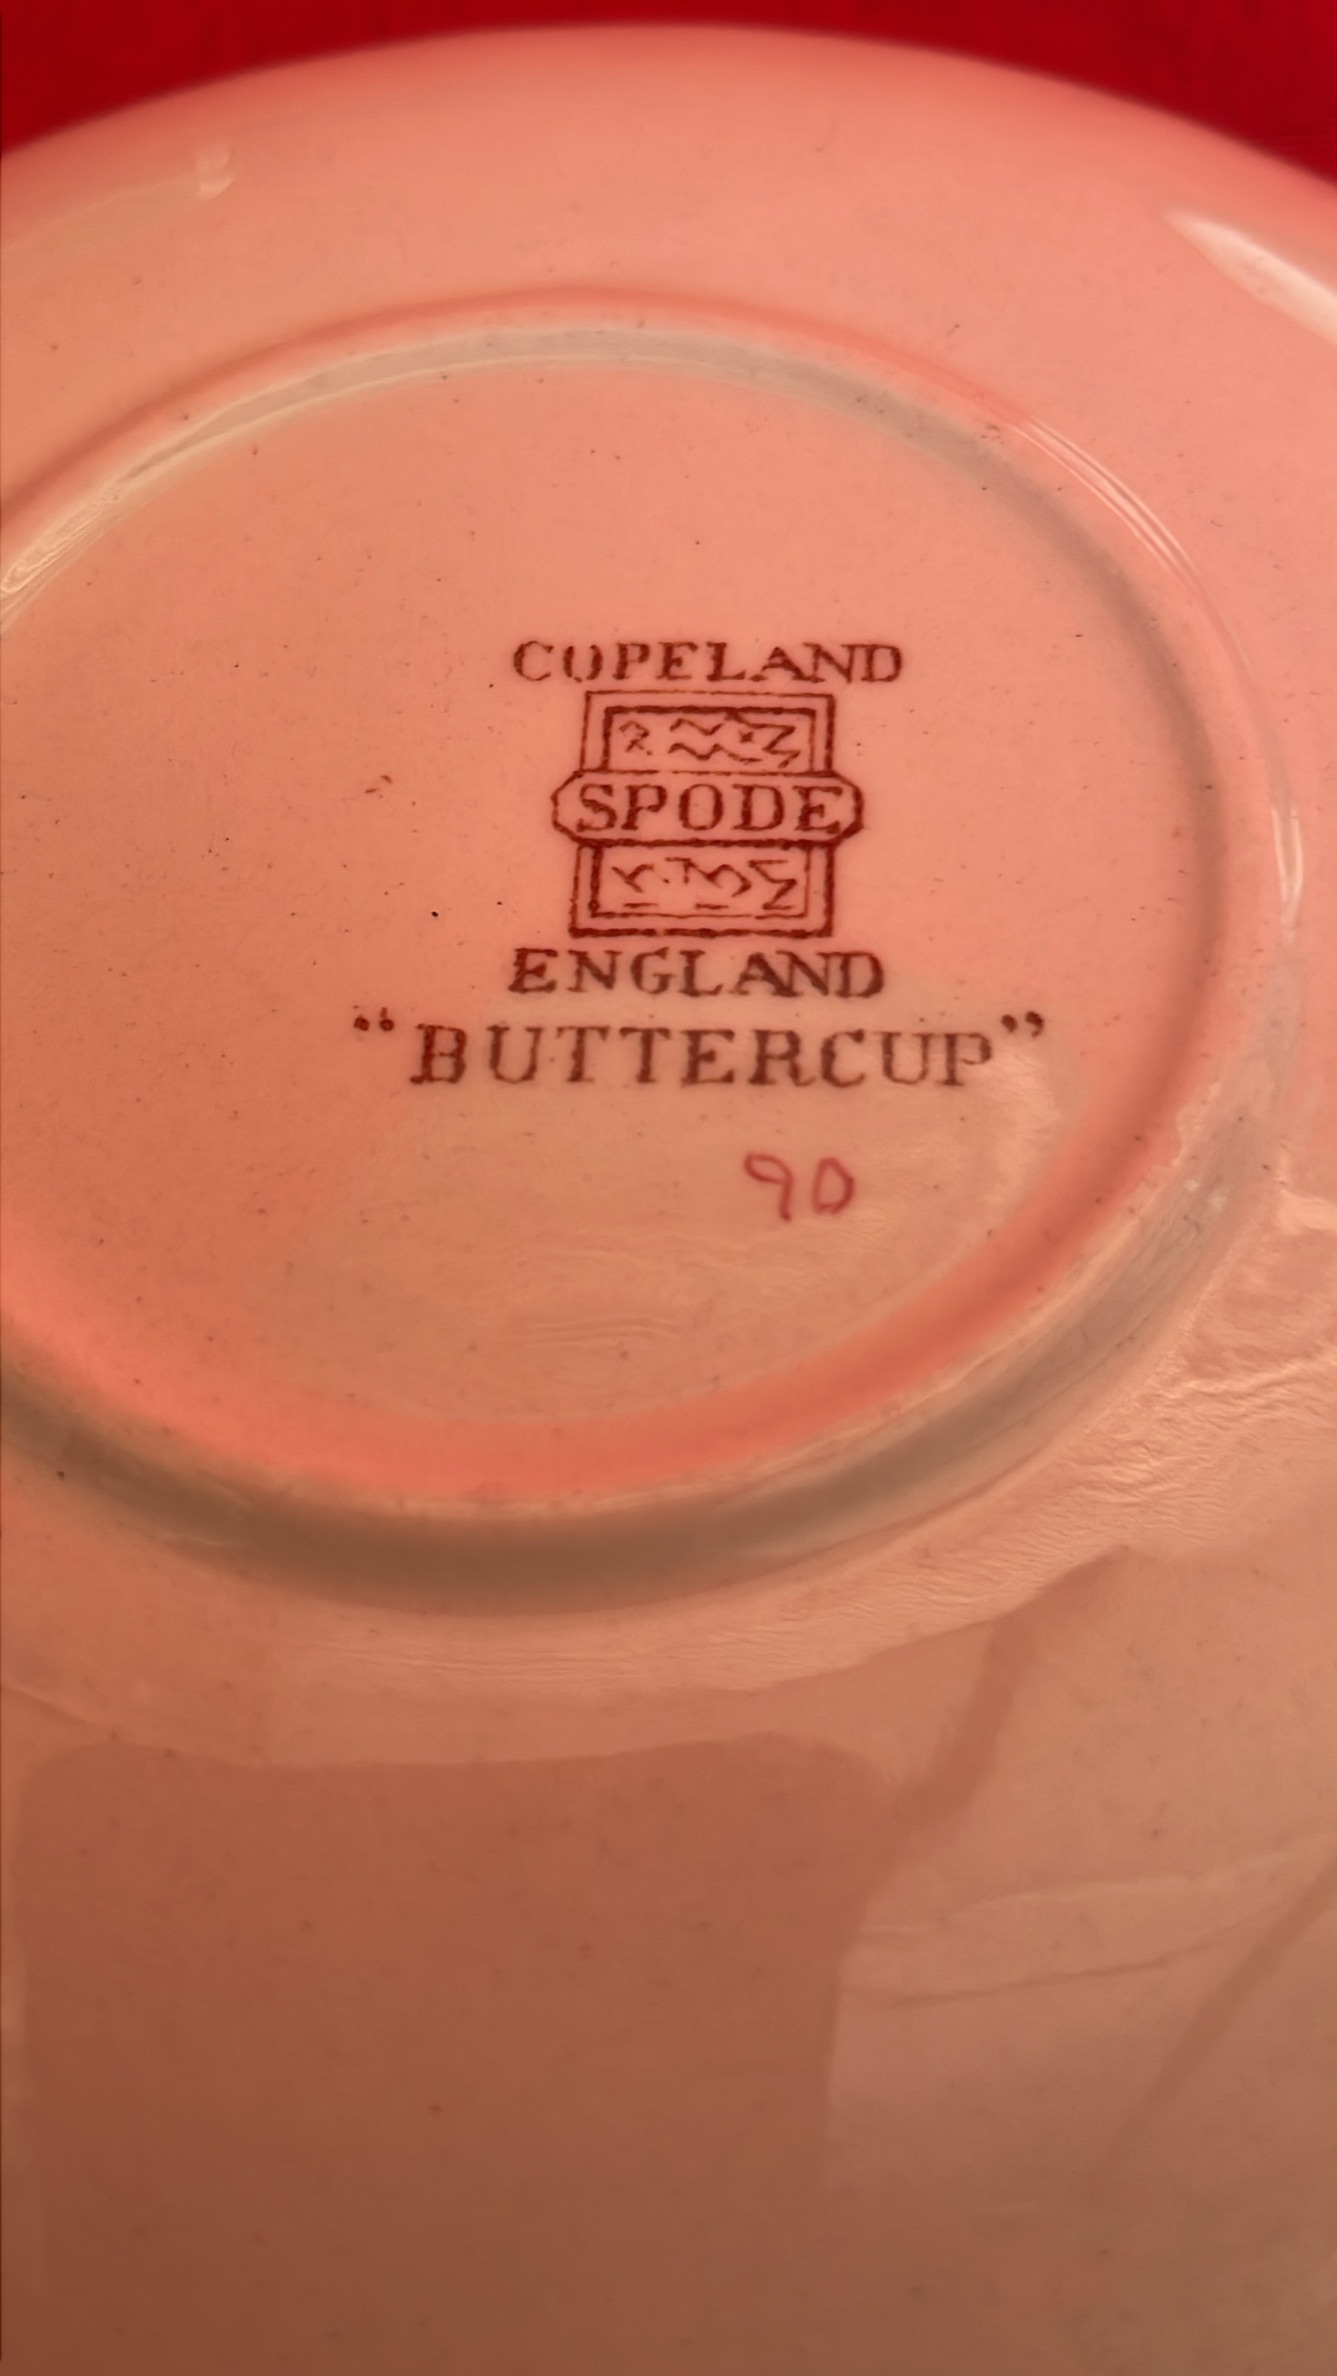 COPELAND
SPODE
ENGLAND
“BUTTERCUP”
90